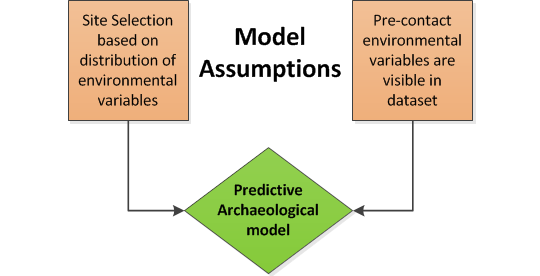 Site Selection
based on
distribution of
environmental
variables
Model
Assumptions
Pre-contact
environmental
variables are
visible in
dataset
Predictive
Archaeological
model